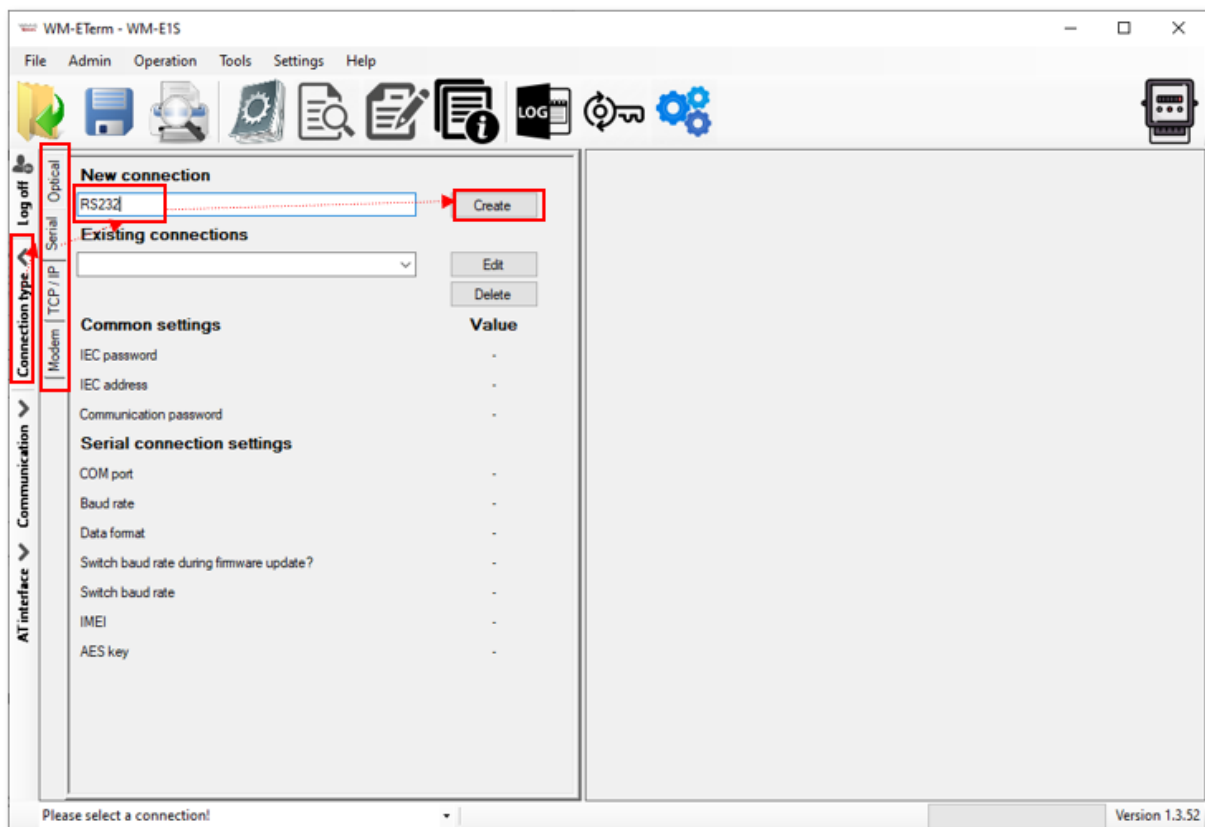 WM-ETerm - WM-E1S
File Admin Operation Tools Settings Help
LOG
Log off
Connection type
Communication
AT interface
Optical
Serial
TCP / IP
Modem
New connection
RS232
Create
Existing connections
Edit
Delete
Common settings Value
IEC password -
IEC address -
Communication password -
Serial connection settings
COM port -
Baud rate -
Data format -
Switch baud rate during firmware update? -
Switch baud rate -
IMEI -
AES key -
Please select a connection!
Version 1.3.52